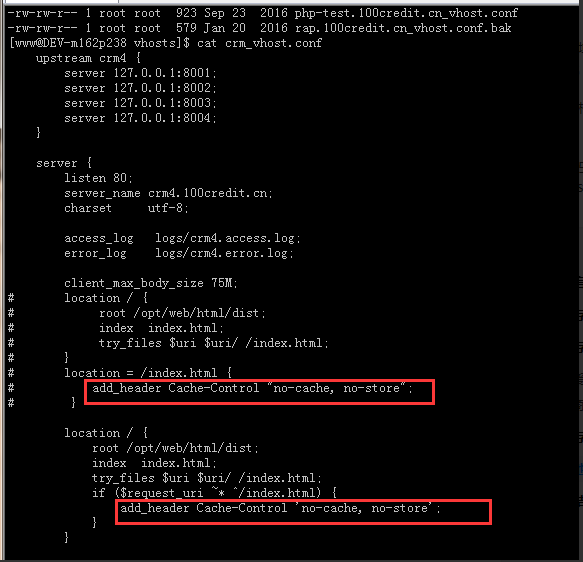 -rw-rw-r-- 1 root root  923 Sep 23  2016 php-test.100credit.cn_vhost.conf
-rw-rw-r-- 1 root root  579 Jan 20  2016 rap.100credit.cn_vhost.conf.bak
[www@DEV-m162p238 vhosts]$ cat crm_vhost.conf
    upstream crm4 {
        server 127.0.0.1:8001;
        server 127.0.0.1:8002;
        server 127.0.0.1:8003;
        server 127.0.0.1:8004;
    }
    server {
        listen 80;
        server_name crm4.100credit.cn;
        charset     utf-8;
        access_log   logs/crm4.access.log;
        error_log    logs/crm4.error.log;
        client_max_body_size 75M;
#       location / {
#            root /opt/web/html/dist;
#            index  index.html;
#            try_files $uri $uri/ /index.html;
#       }
#       location = /index.html {
#           add_header Cache-Control "no-cache, no-store";
#        }
        location / {
            root /opt/web/html/dist;
            index  index.html;
            try_files $uri $uri/ /index.html;
            if ($request_uri ~* ^/index.html) {
                add_header Cache-Control 'no-cache, no-store';
            }
        }